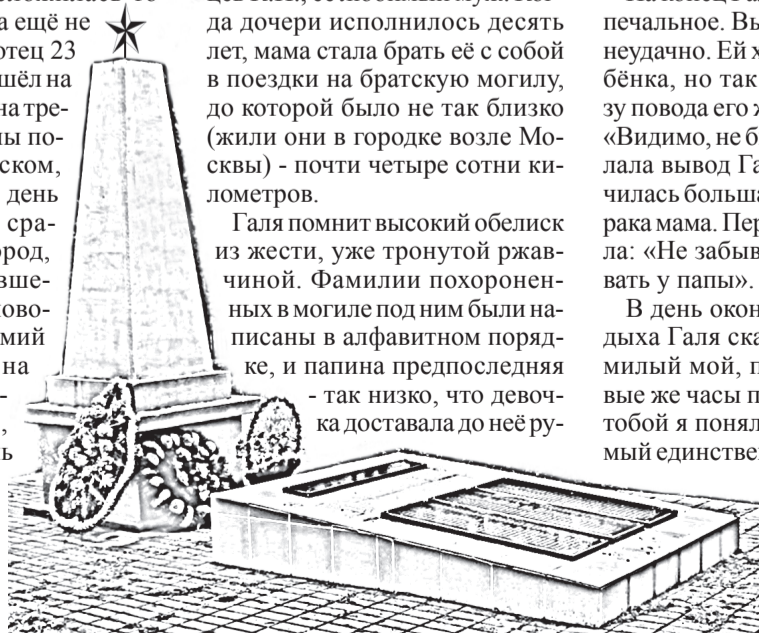 а ещё не
отец 23
шёл на
на тре-
ны по-
ском,
день
сра-
ород,
вше-
ово-
мий
на
-
,
ь
муж. Ког-
да дочери исполнилось десять
лет, мама стала брать её с собой
в поездки на братскую могилу,
до которой было не так близко
(жили они в городке возле Мо-
сквы) - почти четыре сотни ки-
лометров.
Галя помнит высокий обелиск
из жести, уже тронутой ржав-
чиной. Фамилии похоронен-
ных в могиле под ним были на-
писаны в алфавитном поряд-
ке, и папина предпоследняя
- так низко, что девоч-
ка доставала до неё ру-
печальное. Вы
неудачно. Ей х
бёнка, но так
зу повода его ж
«Видимо, не б
лала вывод Га
чилась больша
рака мама. Пер
ла: «Не забыв
вать у папы».
В день окон
дыха Галя ска
милый мой, п
вые же часы п
тобой я понял
мый единстве